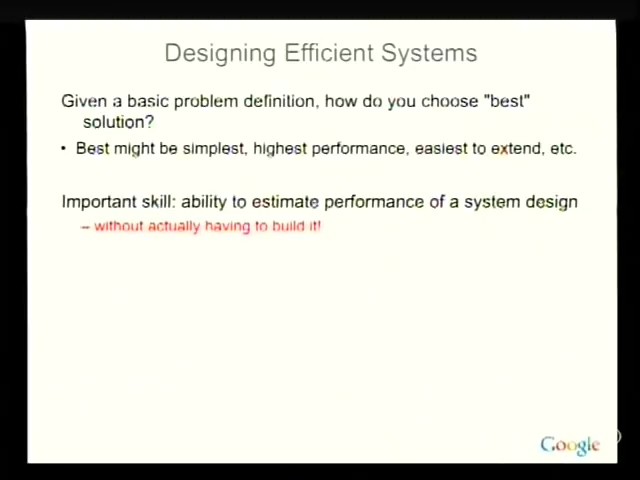 Designing Efficient Systems
Given a basic problem definition, how do you choose "best"
solution?
• Best might be simplest, highest performance, easiest to extend, etc.
Important skill: ability to estimate performance of a system design
– without actually having to build it!
Google